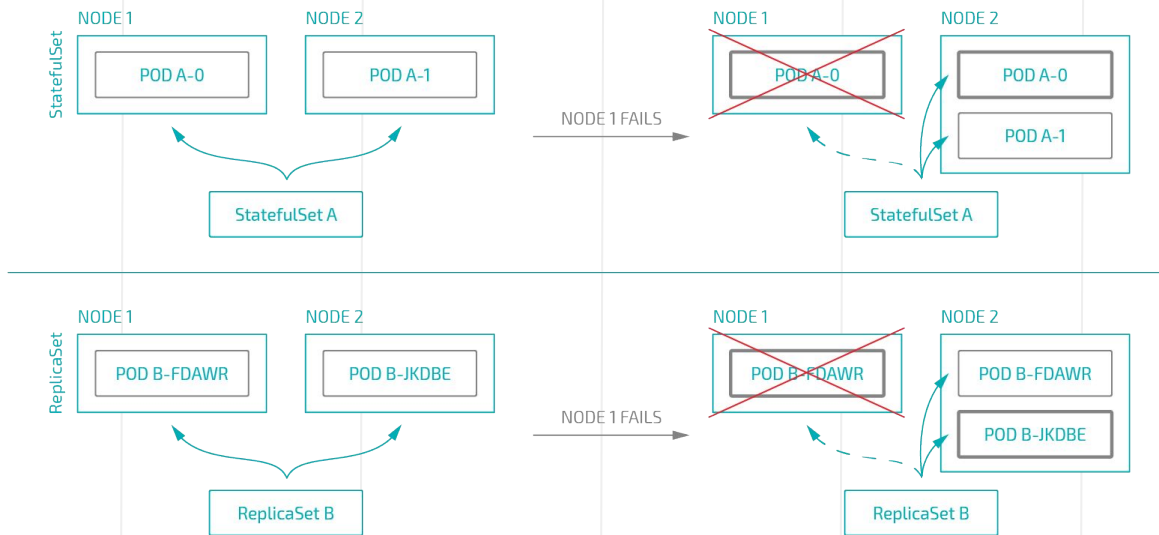 NODE 1
NODE 2
NODE 1
NODE 2
StatefulSet
POD A-0
POD A-1
POD A-0
POD A-0
NODE 1 FAILS
POD A-1
StatefulSet A
StatefulSet A
NODE 1
NODE 2
NODE 1
NODE 2
ReplicaSet
POD B-FDAWR
POD B-JKDBE
POD B-FDAWR
POD B-FDAWR
NODE 1 FAILS
POD B-JKDBE
ReplicaSet B
ReplicaSet B